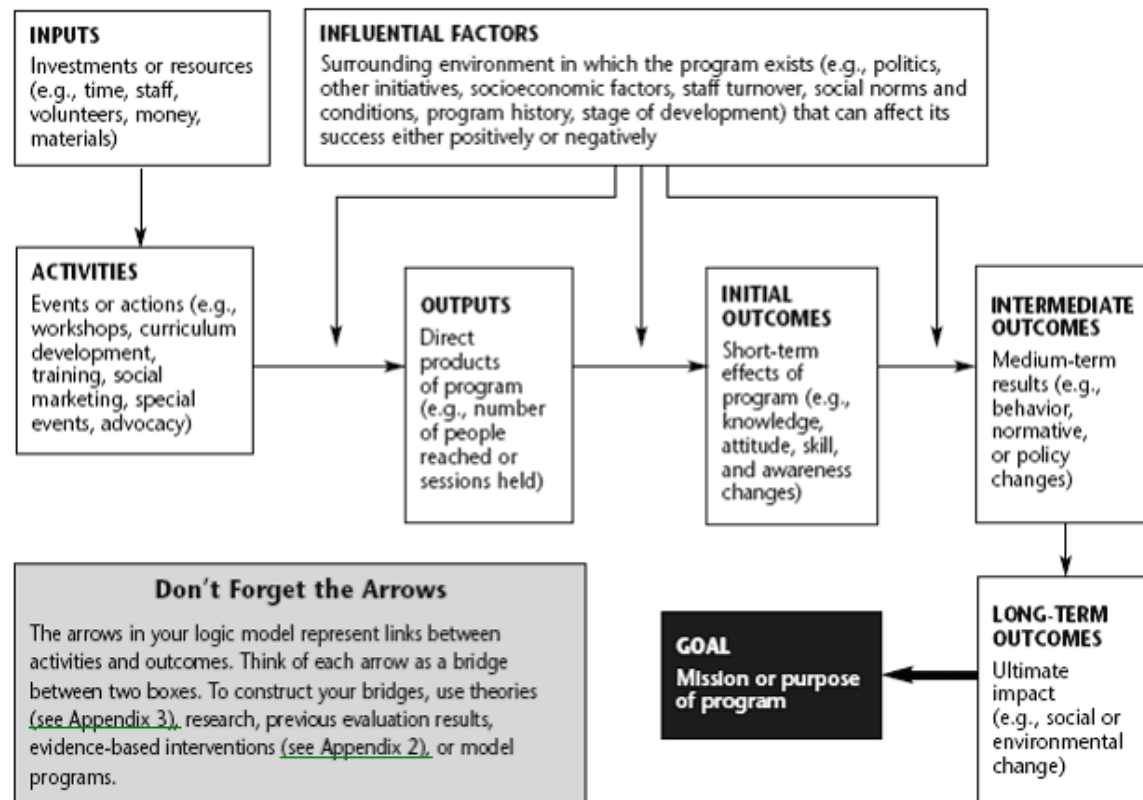 INPUTS
Investments or resources
(e.g., time, staff,
volunteers, money,
materials)
INFLUENTIAL FACTORS
Surrounding environment in which the program exists (e.g., politics,
other initiatives, socioeconomic factors, staff turnover, social norms and
conditions, program history, stage of development) that can affect its
success either positively or negatively
ACTIVITIES
Events or actions (e.g.,
workshops, curriculum
development,
training, social
marketing, special
events, advocacy)
OUTPUTS
Direct
products
of program
(e.g., number
of people
reached or
sessions held)
INITIAL
OUTCOMES
Short-term
effects of
program (e.g.,
knowledge,
attitude, skill,
and awareness
changes)
INTERMEDIATE
OUTCOMES
Medium-term
results (e.g.,
behavior,
normative,
or policy
changes)
Don't Forget the Arrows
The arrows in your logic model represent links between
activities and outcomes. Think of each arrow as a bridge
between two boxes. To construct your bridges, use theories
(see Appendix 3), research, previous evaluation results,
evidence-based interventions (see Appendix 2), or model
programs.
GOAL
Mission or purpose
of program
LONG-TERM
OUTCOMES
Ultimate
impact
(e.g., social or
environmental
change)